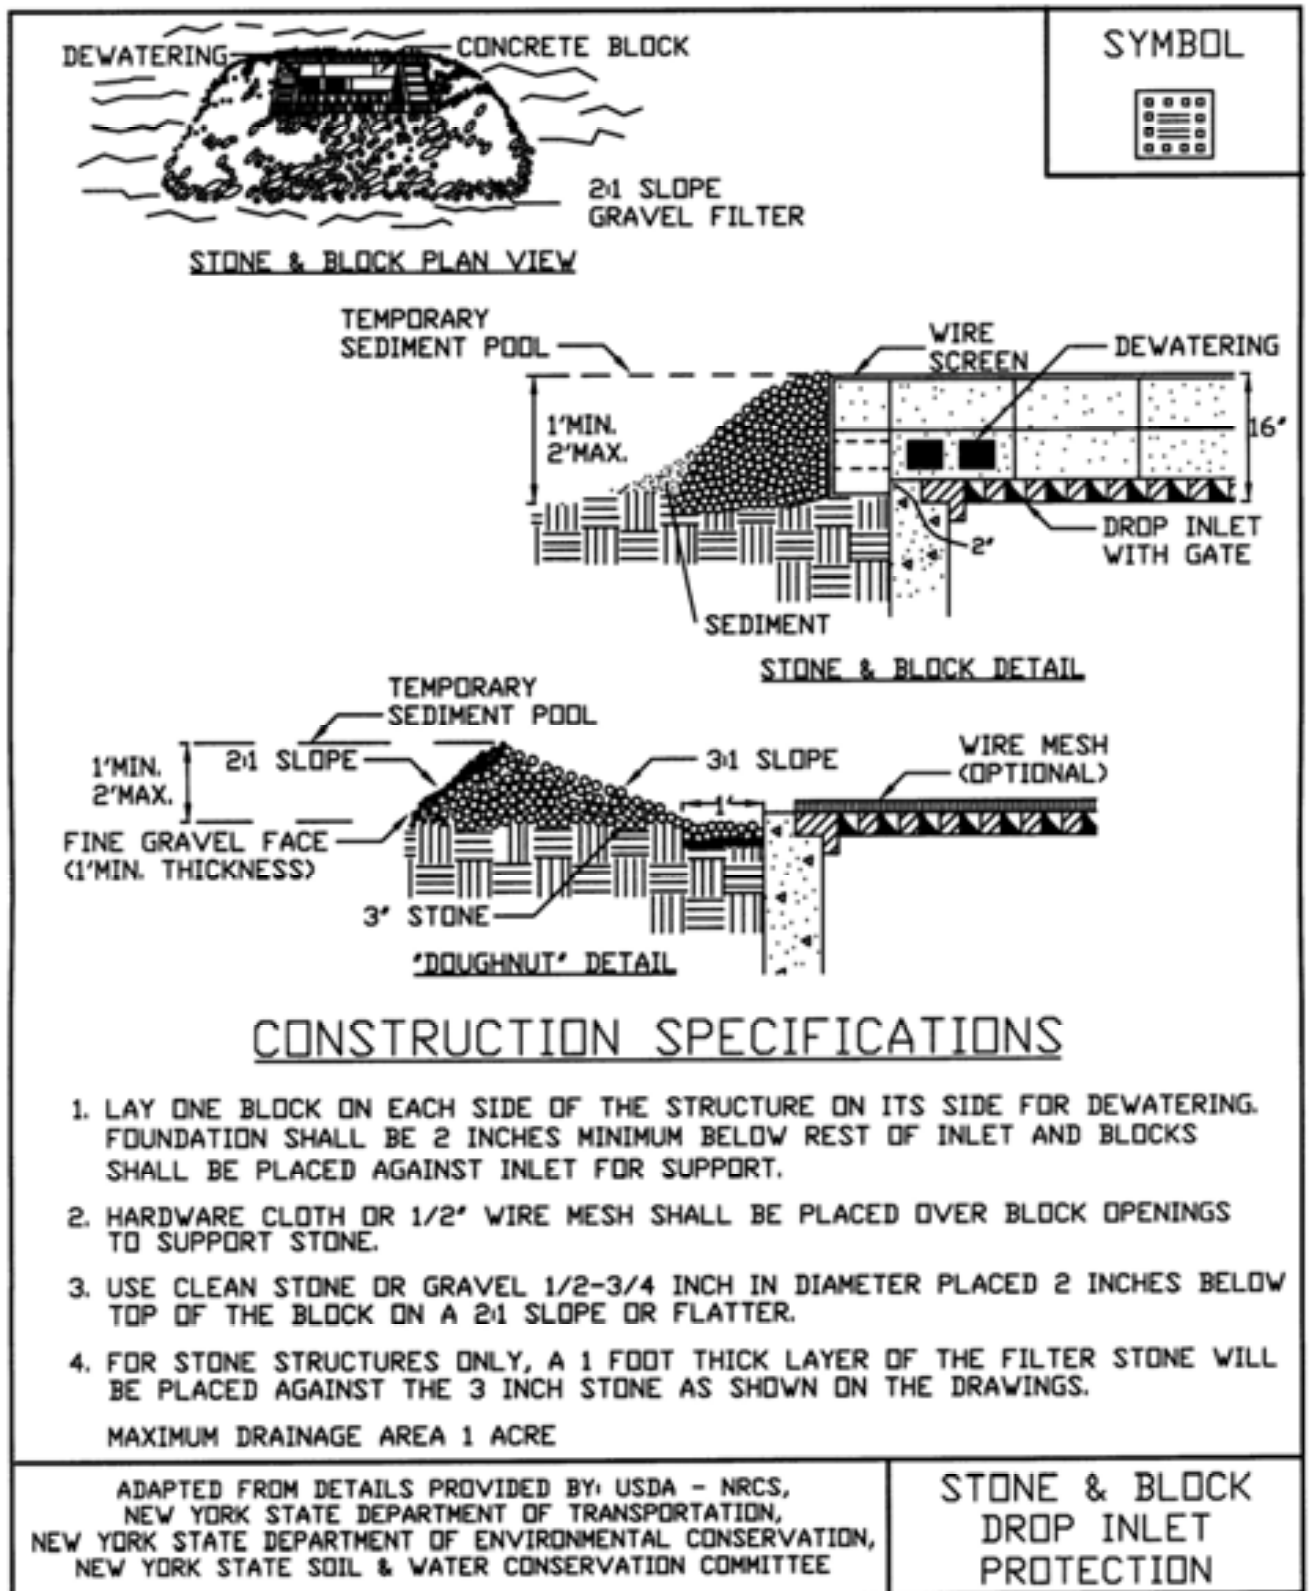 DEWATERING
CONCRETE BLOCK
SYMBOL
2:1 SLOPE
GRAVEL FILTER
STONE & BLOCK PLAN VIEW
TEMPORARY
SEDIMENT POOL
WIRE
SCREEN
DEWATERING
1'MIN.
2'MAX.
16"
DROP INLET
WITH GATE
2"
SEDIMENT
STONE & BLOCK DETAIL
TEMPORARY
SEDIMENT POOL
1'MIN.
2'MAX.
2:1 SLOPE
3:1 SLOPE
WIRE MESH
(OPTIONAL)
1'
FINE GRAVEL FACE
(1'MIN. THICKNESS)
3" STONE
"DOUGHNUT" DETAIL
CONSTRUCTION SPECIFICATIONS
1. LAY ONE BLOCK ON EACH SIDE OF THE STRUCTURE ON ITS SIDE FOR DEWATERING.
FOUNDATION SHALL BE 2 INCHES MINIMUM BELOW REST OF INLET AND BLOCKS
SHALL BE PLACED AGAINST INLET FOR SUPPORT.
2. HARDWARE CLOTH OR 1/2" WIRE MESH SHALL BE PLACED OVER BLOCK OPENINGS
TO SUPPORT STONE.
3. USE CLEAN STONE OR GRAVEL 1/2-3/4 INCH IN DIAMETER PLACED 2 INCHES BELOW
TOP OF THE BLOCK ON A 2:1 SLOPE OR FLATTER.
4. FOR STONE STRUCTURES ONLY, A 1 FOOT THICK LAYER OF THE FILTER STONE WILL
BE PLACED AGAINST THE 3 INCH STONE AS SHOWN ON THE DRAWINGS.
MAXIMUM DRAINAGE AREA 1 ACRE
ADAPTED FROM DETAILS PROVIDED BY: USDA - NRCS,
NEW YORK STATE DEPARTMENT OF TRANSPORTATION,
NEW YORK STATE DEPARTMENT OF ENVIRONMENTAL CONSERVATION,
NEW YORK STATE SOIL & WATER CONSERVATION COMMITTEE
STONE & BLOCK
DROP INLET
PROTECTION